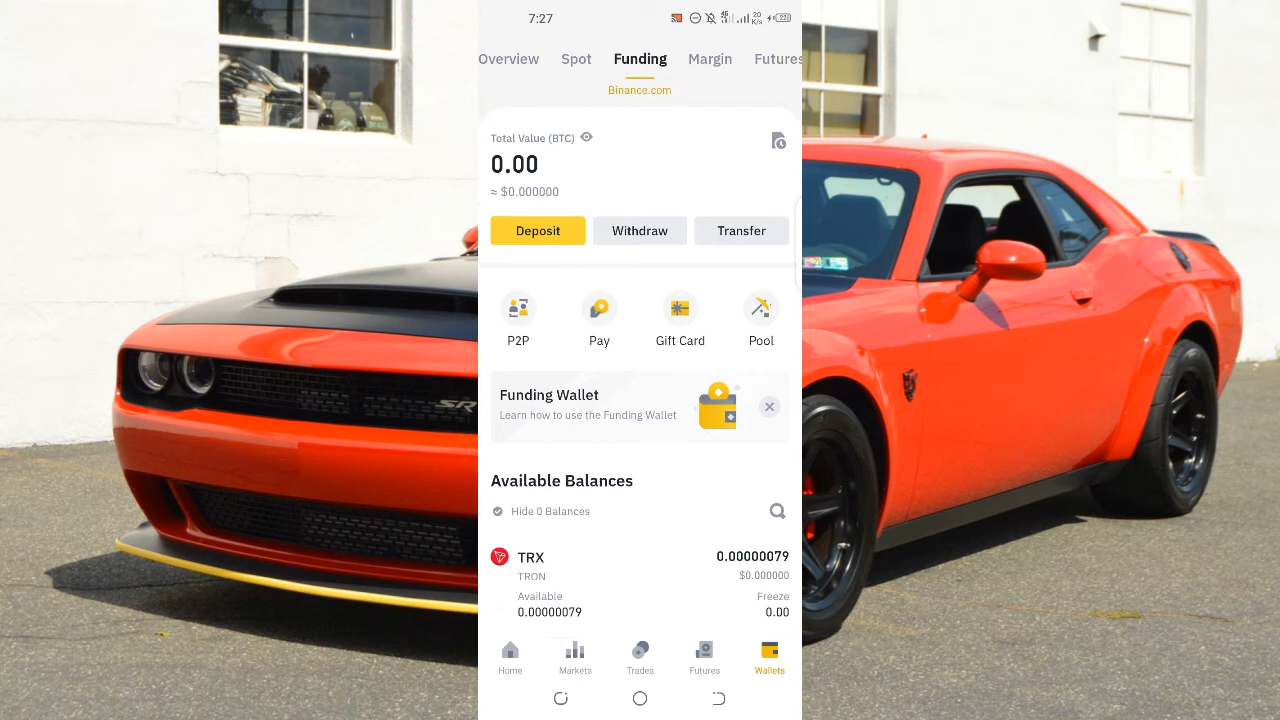 7:27
Overview Spot Funding Margin Futures
Binance.com
Total Value (BTC)
0.00
≈ $0.000000
Deposit Withdraw Transfer
P2P Pay Gift Card Pool
Funding Wallet
Learn how to use the Funding Wallet
Available Balances
Hide 0 Balances
TRX 0.00000079
TRON $0.000000
Available Freeze
0.00000079 0.00
Home Markets Trades Futures Wallets
SR